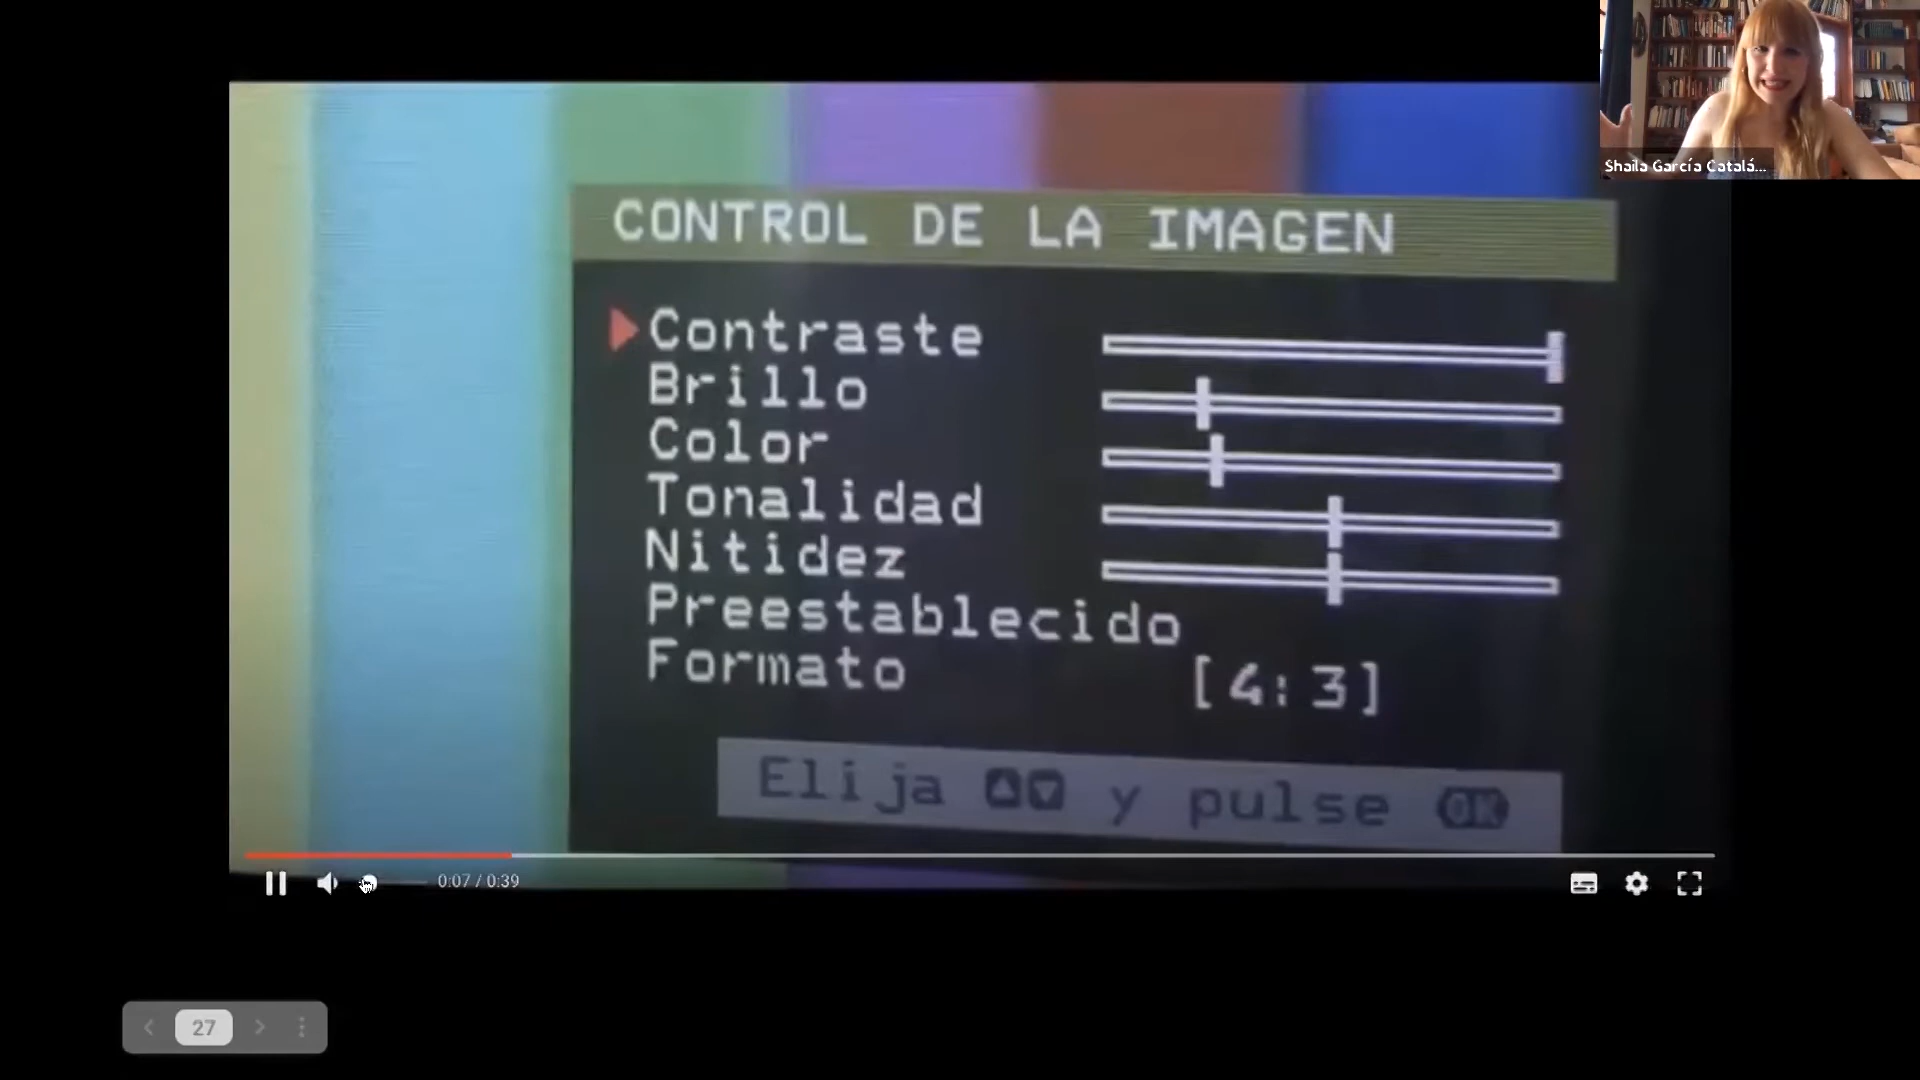 Shaila García Catalá...
CONTROL DE LA IMAGEN
Contraste
Brillo
Color
Tonalidad
Nitidez
Preestablecido
Formato [4:3]
Elija y pulse OK
0:07 / 0:39
27